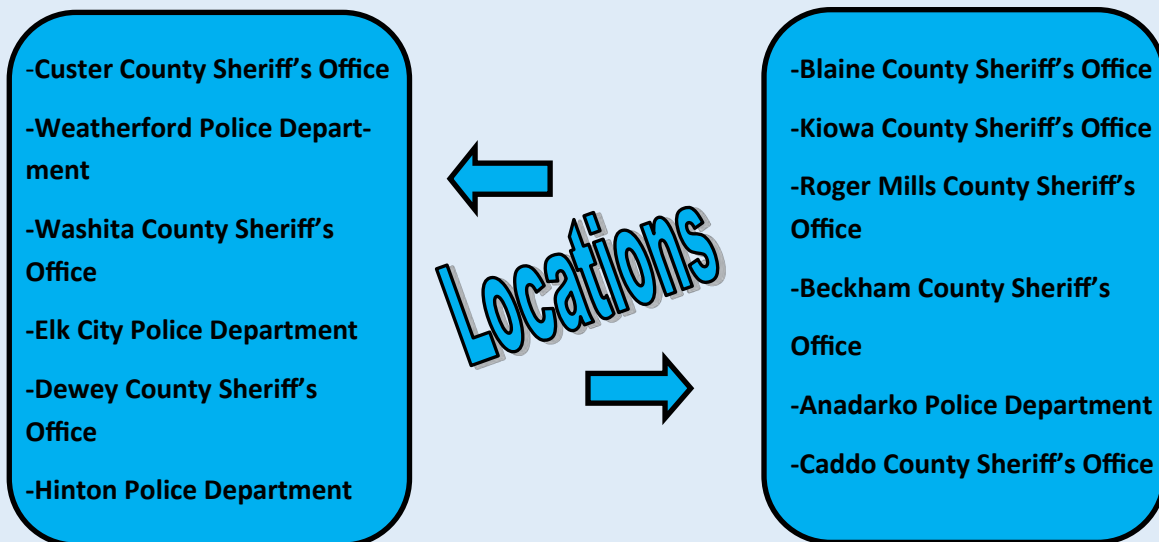 -Custer County Sheriff’s Office
-Weatherford Police Depart-
ment
-Washita County Sheriff’s
Office
-Elk City Police Department
-Dewey County Sheriff’s
Office
-Hinton Police Department
Locations
-Blaine County Sheriff’s Office
-Kiowa County Sheriff’s Office
-Roger Mills County Sheriff’s
Office
-Beckham County Sheriff’s
Office
-Anadarko Police Department
-Caddo County Sheriff’s Office